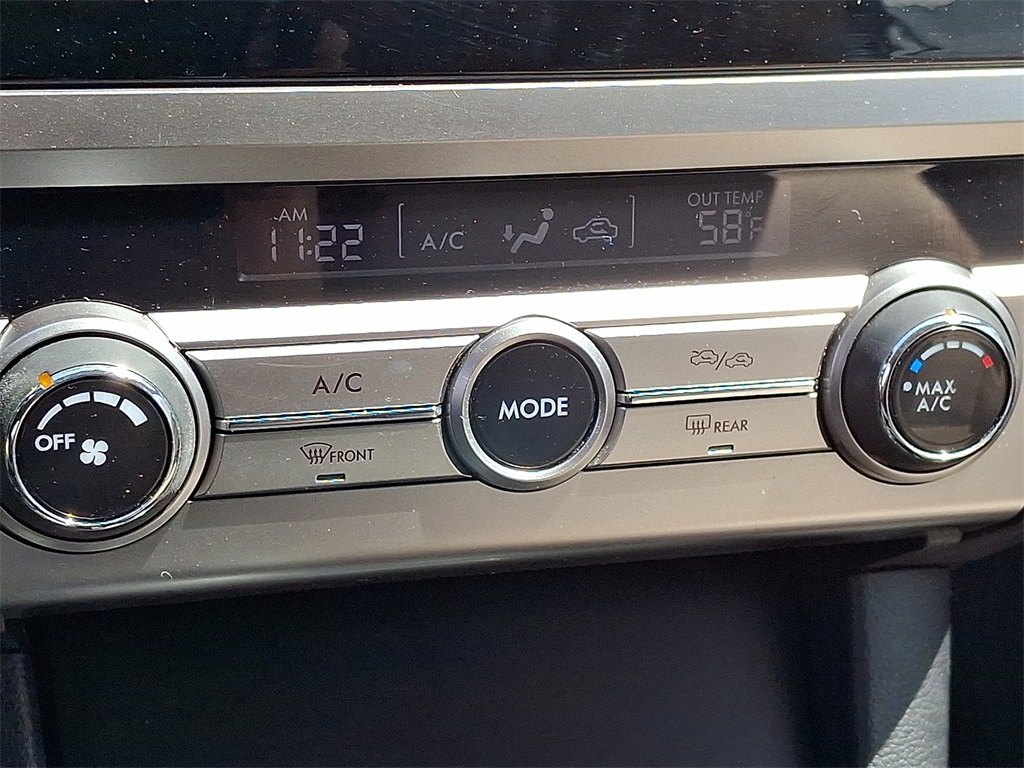 AM
11:22
A/C
OUT TEMP
58°F
A/C
FRONT
MODE
REAR
OFF
MAX
A/C